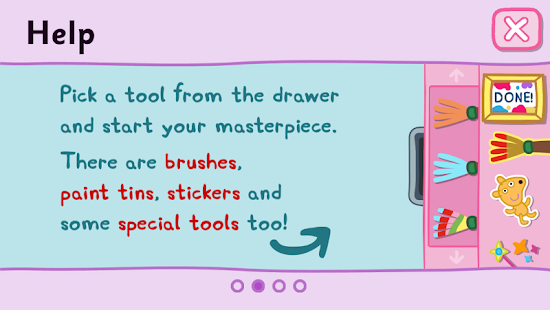 Help
Pick a tool from the drawer
and start your masterpiece.
There are brushes,
paint tins, stickers and
some special tools too!
DONE!